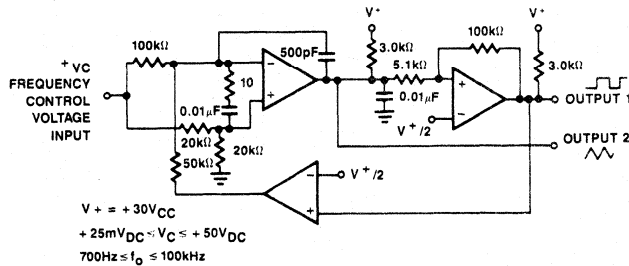 V+
V+
100kΩ
100kΩ
500pF
3.0kΩ
5.1kΩ
3.0kΩ
+VC
FREQUENCY
CONTROL
VOLTAGE
INPUT
−
+
10
0.01µF
0.01µF
+
−
V+/2
OUTPUT 1
OUTPUT 2
20kΩ
20kΩ
50kΩ
−
+
V+/2
V+ = +30VCC
+25mVDC ≤ VC ≤ +50VDC
700Hz ≤ fo ≤ 100kHz